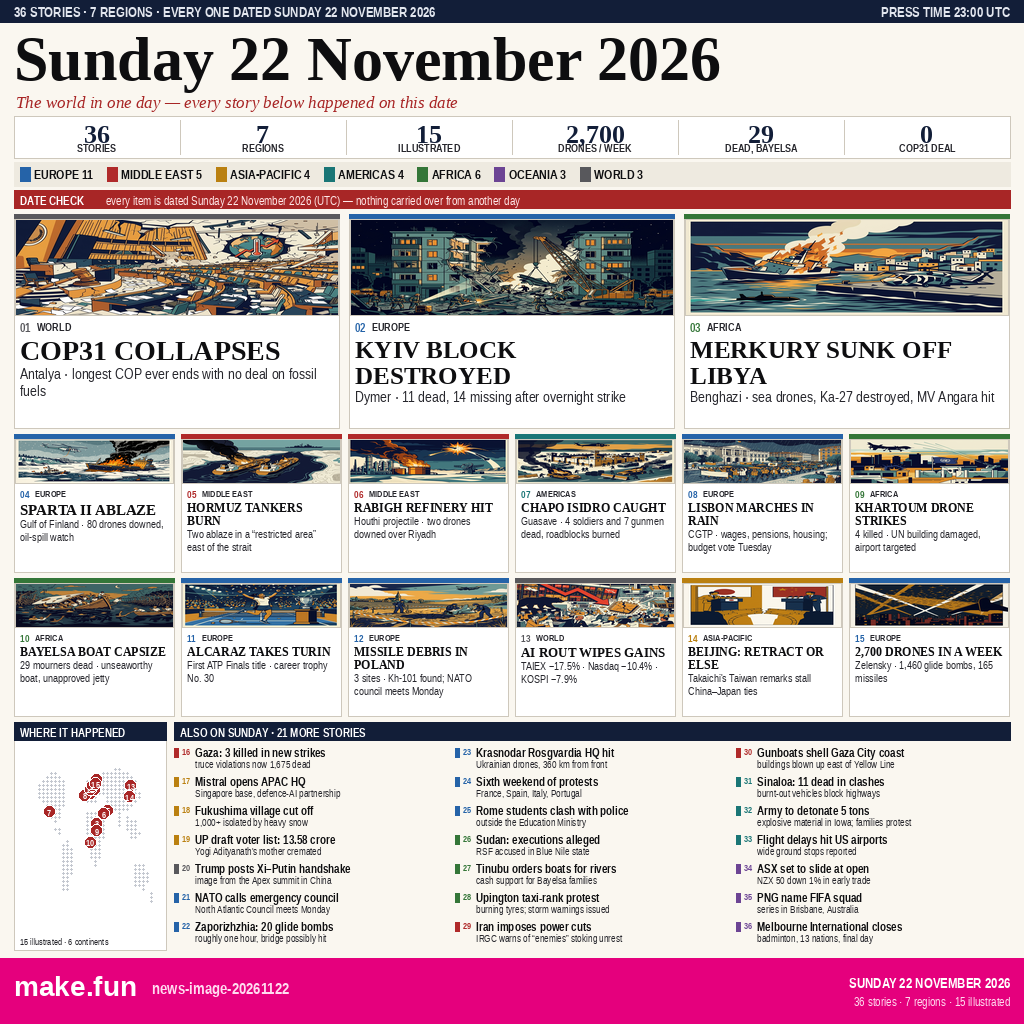 36 STORIES · 7 REGIONS · EVERY ONE DATED SUNDAY 22 NOVEMBER 2026
PRESS TIME 23:00 UTC
Sunday 22 November 2026
The world in one day — every story below happened on this date
36
STORIES
7
REGIONS
15
ILLUSTRATED
2,700
DRONES / WEEK
29
DEAD, BAYELSA
0
COP31 DEAL
EUROPE 11
MIDDLE EAST 5
ASIA-PACIFIC 4
AMERICAS 4
AFRICA 6
OCEANIA 3
WORLD 3
DATE CHECK
every item is dated Sunday 22 November 2026 (UTC) — nothing carried over from another day
01 WORLD
COP31 COLLAPSES
Antalya · longest COP ever ends with no deal on fossil
fuels
02 EUROPE
KYIV BLOCK
DESTROYED
Dymer · 11 dead, 14 missing after overnight strike
03 AFRICA
MERKURY SUNK OFF
LIBYA
Benghazi · sea drones, Ka-27 destroyed, MV Angara hit
04 EUROPE
SPARTA II ABLAZE
Gulf of Finland · 80 drones downed,
oil-spill watch
05 MIDDLE EAST
HORMUZ TANKERS
BURN
Two ablaze in a “restricted area”
east of the strait
06 MIDDLE EAST
RABIGH REFINERY HIT
Houthi projectile · two drones
downed over Riyadh
07 AMERICAS
CHAPO ISIDRO CAUGHT
Guasave · 4 soldiers and 7 gunmen
dead, roadblocks burned
08 EUROPE
LISBON MARCHES IN
RAIN
CGTP · wages, pensions, housing;
budget vote Tuesday
09 AFRICA
KHARTOUM DRONE
STRIKES
4 killed · UN building damaged,
airport targeted
10 AFRICA
BAYELSA BOAT CAPSIZE
29 mourners dead · unseaworthy
boat, unapproved jetty
11 EUROPE
ALCARAZ TAKES TURIN
First ATP Finals title · career trophy
No. 30
12 EUROPE
MISSILE DEBRIS IN
POLAND
3 sites · Kh-101 found; NATO
council meets Monday
13 WORLD
AI ROUT WIPES GAINS
TAIEX −17.5% · Nasdaq −10.4% ·
KOSPI −7.9%
14 ASIA-PACIFIC
BEIJING: RETRACT OR
ELSE
Takaichi's Taiwan remarks stall
China–Japan ties
15 EUROPE
2,700 DRONES IN A WEEK
Zelensky · 1,460 glide bombs, 165
missiles
WHERE IT HAPPENED
7
6
9
10
14
15 illustrated · 6 continents
ALSO ON SUNDAY · 21 MORE STORIES
16 Gaza: 3 killed in new strikes
truce violations now 1,675 dead
17 Mistral opens APAC HQ
Singapore base, defence-AI partnership
18 Fukushima village cut off
1,000+ isolated by heavy snow
19 UP draft voter list: 13.58 crore
Yogi Adityanath's mother cremated
20 Trump posts Xi–Putin handshake
image from the Apex summit in China
21 NATO calls emergency council
North Atlantic Council meets Monday
22 Zaporizhzhia: 20 glide bombs
roughly one hour, bridge possibly hit
23 Krasnodar Rosgvardia HQ hit
Ukrainian drones, 360 km from front
24 Sixth weekend of protests
France, Spain, Italy, Portugal
25 Rome students clash with police
outside the Education Ministry
26 Sudan: executions alleged
RSF accused in Blue Nile state
27 Tinubu orders boats for rivers
cash support for Bayelsa families
28 Upington taxi-rank protest
burning tyres; storm warnings issued
29 Iran imposes power cuts
IRGC warns of “enemies” stoking unrest
30 Gunboats shell Gaza City coast
buildings blown up east of Yellow Line
31 Sinaloa: 11 dead in clashes
burnt-out vehicles block highways
32 Army to detonate 5 tons
explosive material in Iowa; families protest
33 Flight delays hit US airports
wide ground stops reported
34 ASX set to slide at open
NZX 50 down 1% in early trade
35 PNG name FIFA squad
series in Brisbane, Australia
36 Melbourne International closes
badminton, 13 nations, final day
make.fun
news-image-20261122
SUNDAY 22 NOVEMBER 2026
36 stories · 7 regions · 15 illustrated